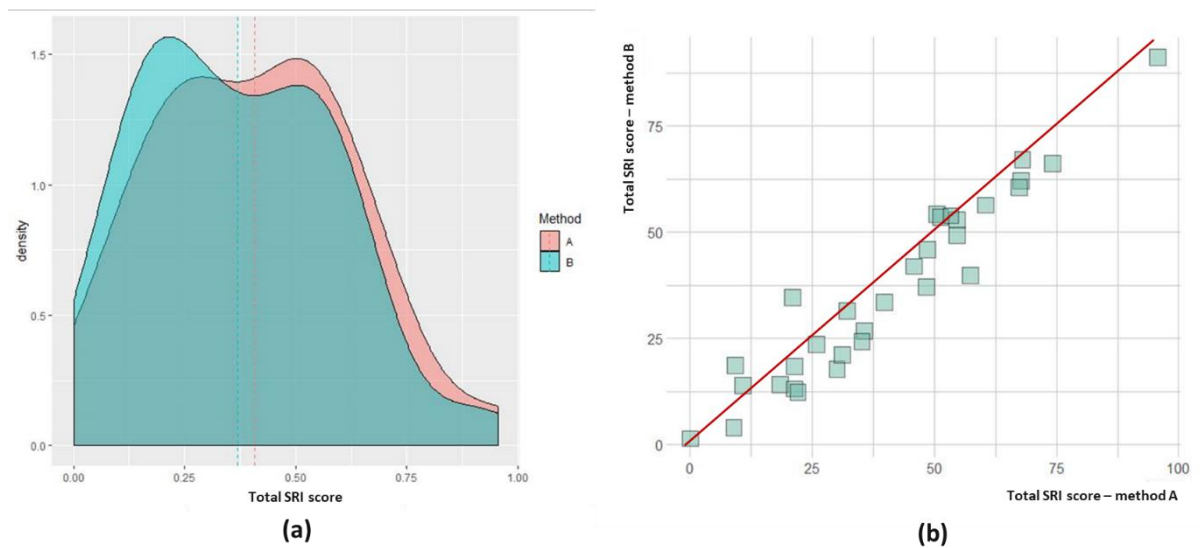 1.5
1.0
0.5
0.0
density
0.00
0.25
0.50
0.75
1.00
Total SRI score
Method
A
B
(a)
Total SRI score – method B
75
50
25
0
0
25
50
75
100
Total SRI score – method A
(b)